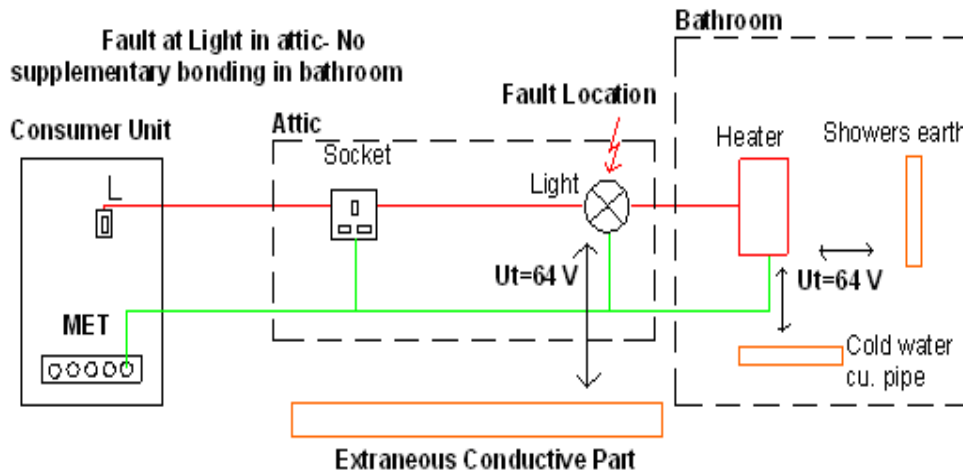 Bathroom
Fault at Light in attic- No
supplementary bonding in bathroom
Fault Location
Consumer Unit
Attic
Socket
Heater
Showers earth
L
Light
Ut=64 V
Ut=64 V
MET
Cold water
cu. pipe
Extraneous Conductive Part